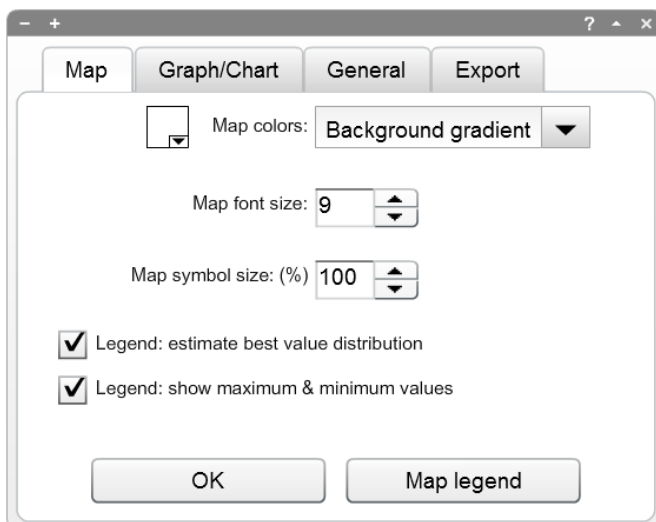 − + ? ×
Map Graph/Chart General Export
Map colors: Background gradient
Map font size: 9
Map symbol size: (%) 100
Legend: estimate best value distribution
Legend: show maximum & minimum values
OK Map legend